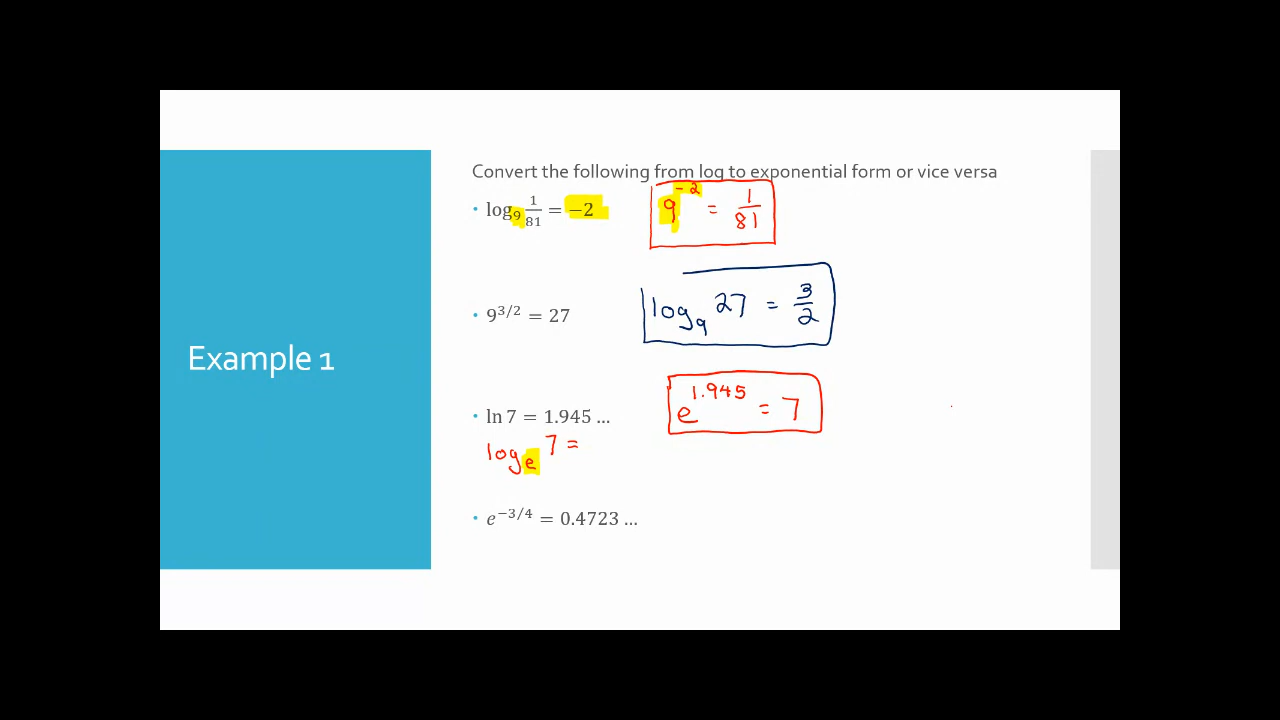 Convert the following from log to exponential form or vice versa
• log₉ 1/81 = −2
9⁻² = 1/81
• 9^{3/2} = 27
log₉ 27 = 3/2
Example 1
• ln 7 = 1.945 …
e^{1.945} = 7
logₑ 7 =
• e^{−3/4} = 0.4723 …